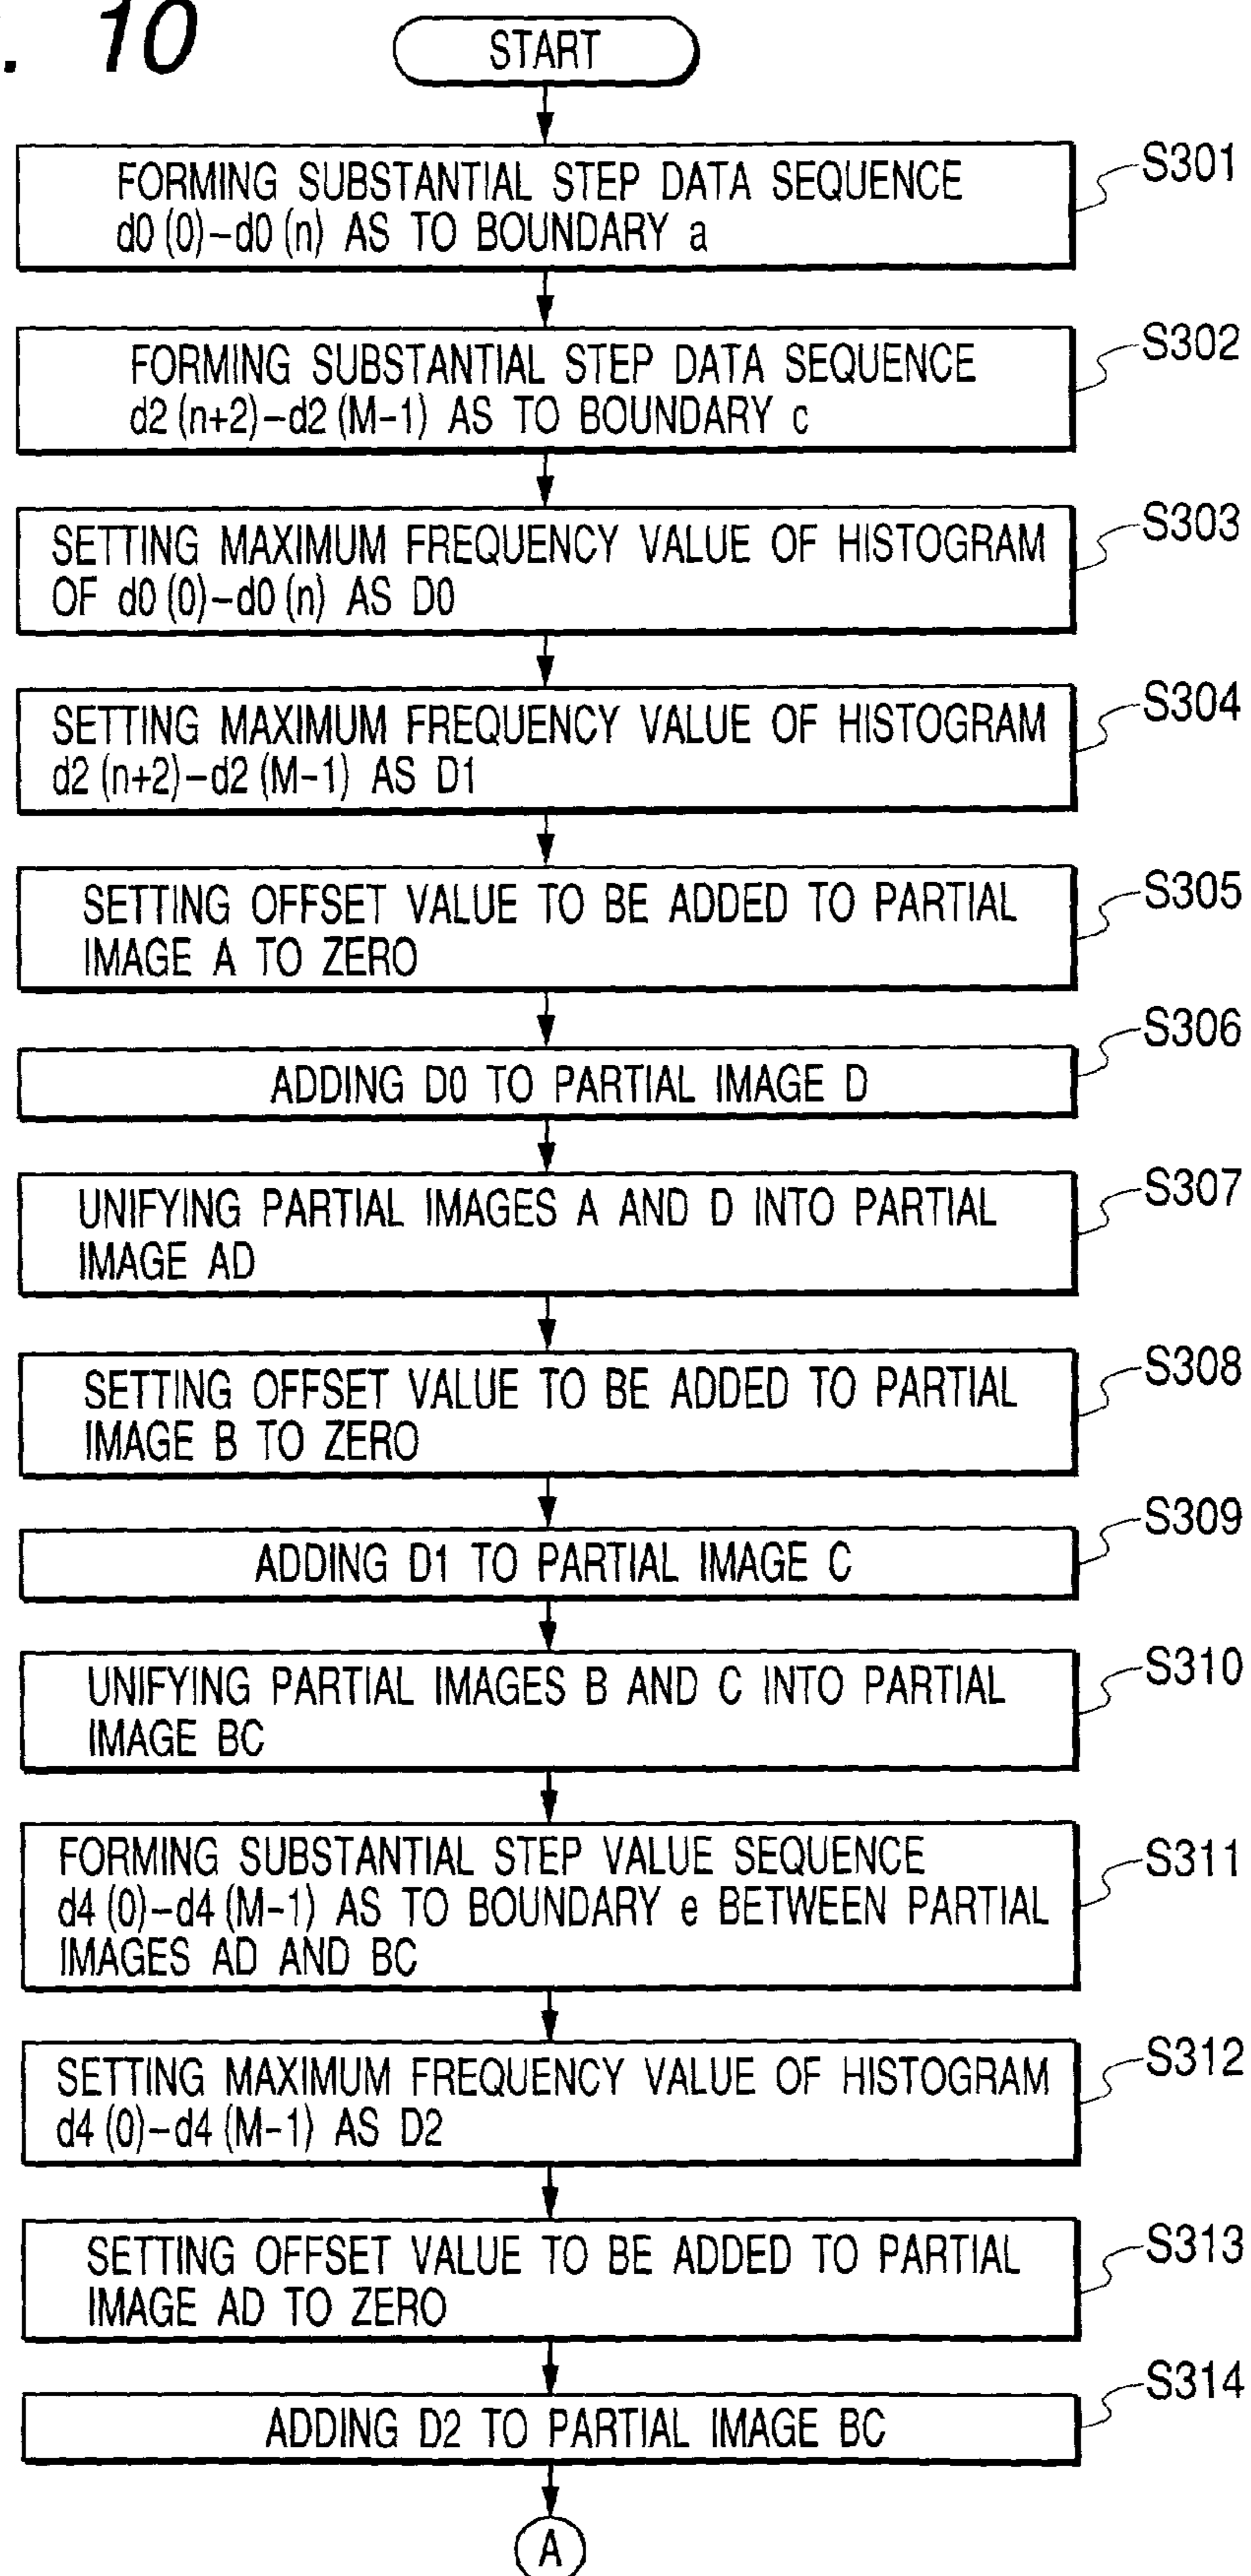 . 10
START
FORMING SUBSTANTIAL STEP DATA SEQUENCE
d0(0)-d0(n) AS TO BOUNDARY a
S301
FORMING SUBSTANTIAL STEP DATA SEQUENCE
d2(n+2)-d2(M-1) AS TO BOUNDARY c
S302
SETTING MAXIMUM FREQUENCY VALUE OF HISTOGRAM
OF d0(0)-d0(n) AS D0
S303
SETTING MAXIMUM FREQUENCY VALUE OF HISTOGRAM
d2(n+2)-d2(M-1) AS D1
S304
SETTING OFFSET VALUE TO BE ADDED TO PARTIAL
IMAGE A TO ZERO
S305
ADDING D0 TO PARTIAL IMAGE D
S306
UNIFYING PARTIAL IMAGES A AND D INTO PARTIAL
IMAGE AD
S307
SETTING OFFSET VALUE TO BE ADDED TO PARTIAL
IMAGE B TO ZERO
S308
ADDING D1 TO PARTIAL IMAGE C
S309
UNIFYING PARTIAL IMAGES B AND C INTO PARTIAL
IMAGE BC
S310
FORMING SUBSTANTIAL STEP VALUE SEQUENCE
d4(0)-d4(M-1) AS TO BOUNDARY e BETWEEN PARTIAL
IMAGES AD AND BC
S311
SETTING MAXIMUM FREQUENCY VALUE OF HISTOGRAM
d4(0)-d4(M-1) AS D2
S312
SETTING OFFSET VALUE TO BE ADDED TO PARTIAL
IMAGE AD TO ZERO
S313
ADDING D2 TO PARTIAL IMAGE BC
S314
A